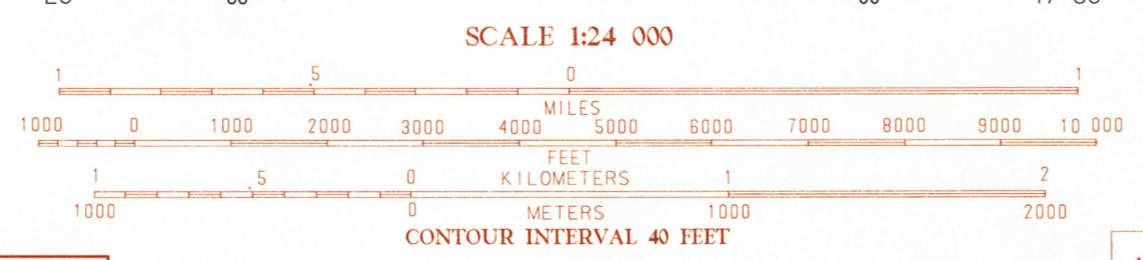 SCALE 1:24 000
1 .5 0 1
MILES
1000 0 1000 2000 3000 4000 5000 6000 7000 8000 9000 10 000
FEET
1 .5 0 KILOMETERS 1 2
1000 0 METERS 1000 2000
CONTOUR INTERVAL 40 FEET